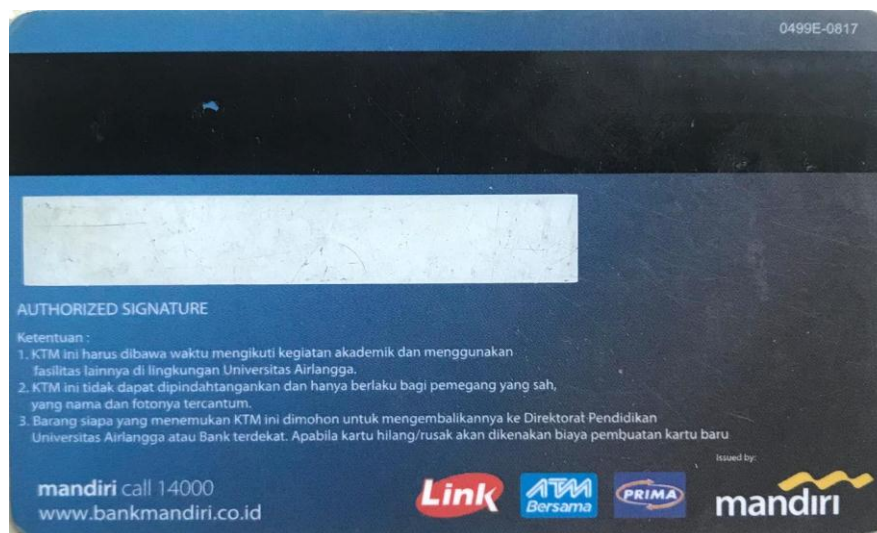 0499E-0817
AUTHORIZED SIGNATURE
Ketentuan :
1. KTM ini harus dibawa waktu mengikuti kegiatan akademik dan menggunakan
fasilitas lainnya di lingkungan Universitas Airlangga.
2. KTM ini tidak dapat dipindahtangankan dan hanya berlaku bagi pemegang yang sah,
yang nama dan fotonya tercantum.
3. Barang siapa yang menemukan KTM ini dimohon untuk mengembalikannya ke Direktorat Pendidikan
Universitas Airlangga atau Bank terdekat. Apabila kartu hilang/rusak akan dikenakan biaya pembuatan kartu baru
Issued by:
mandiri call 14000
www.bankmandiri.co.id
Link
ATM
Bersama
PRIMA
mandiri